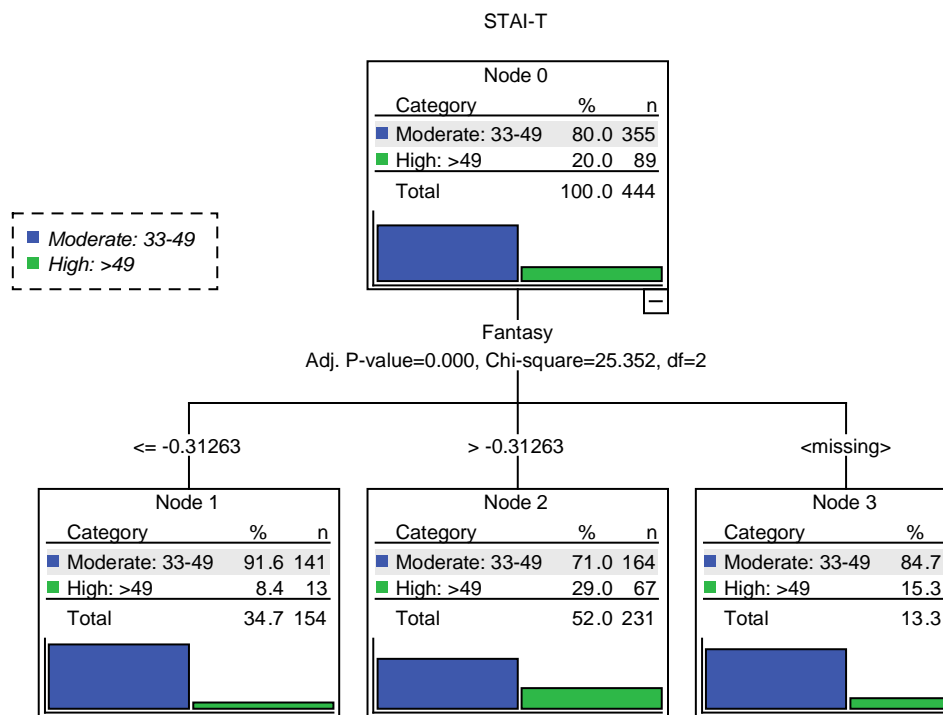 STAI-T
Node 0
Category % n
Moderate: 33-49 80.0 355
High: >49 20.0 89
Total 100.0 444
Moderate: 33-49
High: >49
Fantasy
Adj. P-value=0.000, Chi-square=25.352, df=2
<= -0.31263
> -0.31263
<missing>
Node 1
Category % n
Moderate: 33-49 91.6 141
High: >49 8.4 13
Total 34.7 154
Node 2
Category % n
Moderate: 33-49 71.0 164
High: >49 29.0 67
Total 52.0 231
Node 3
Category %
Moderate: 33-49 84.7
High: >49 15.3
Total 13.3